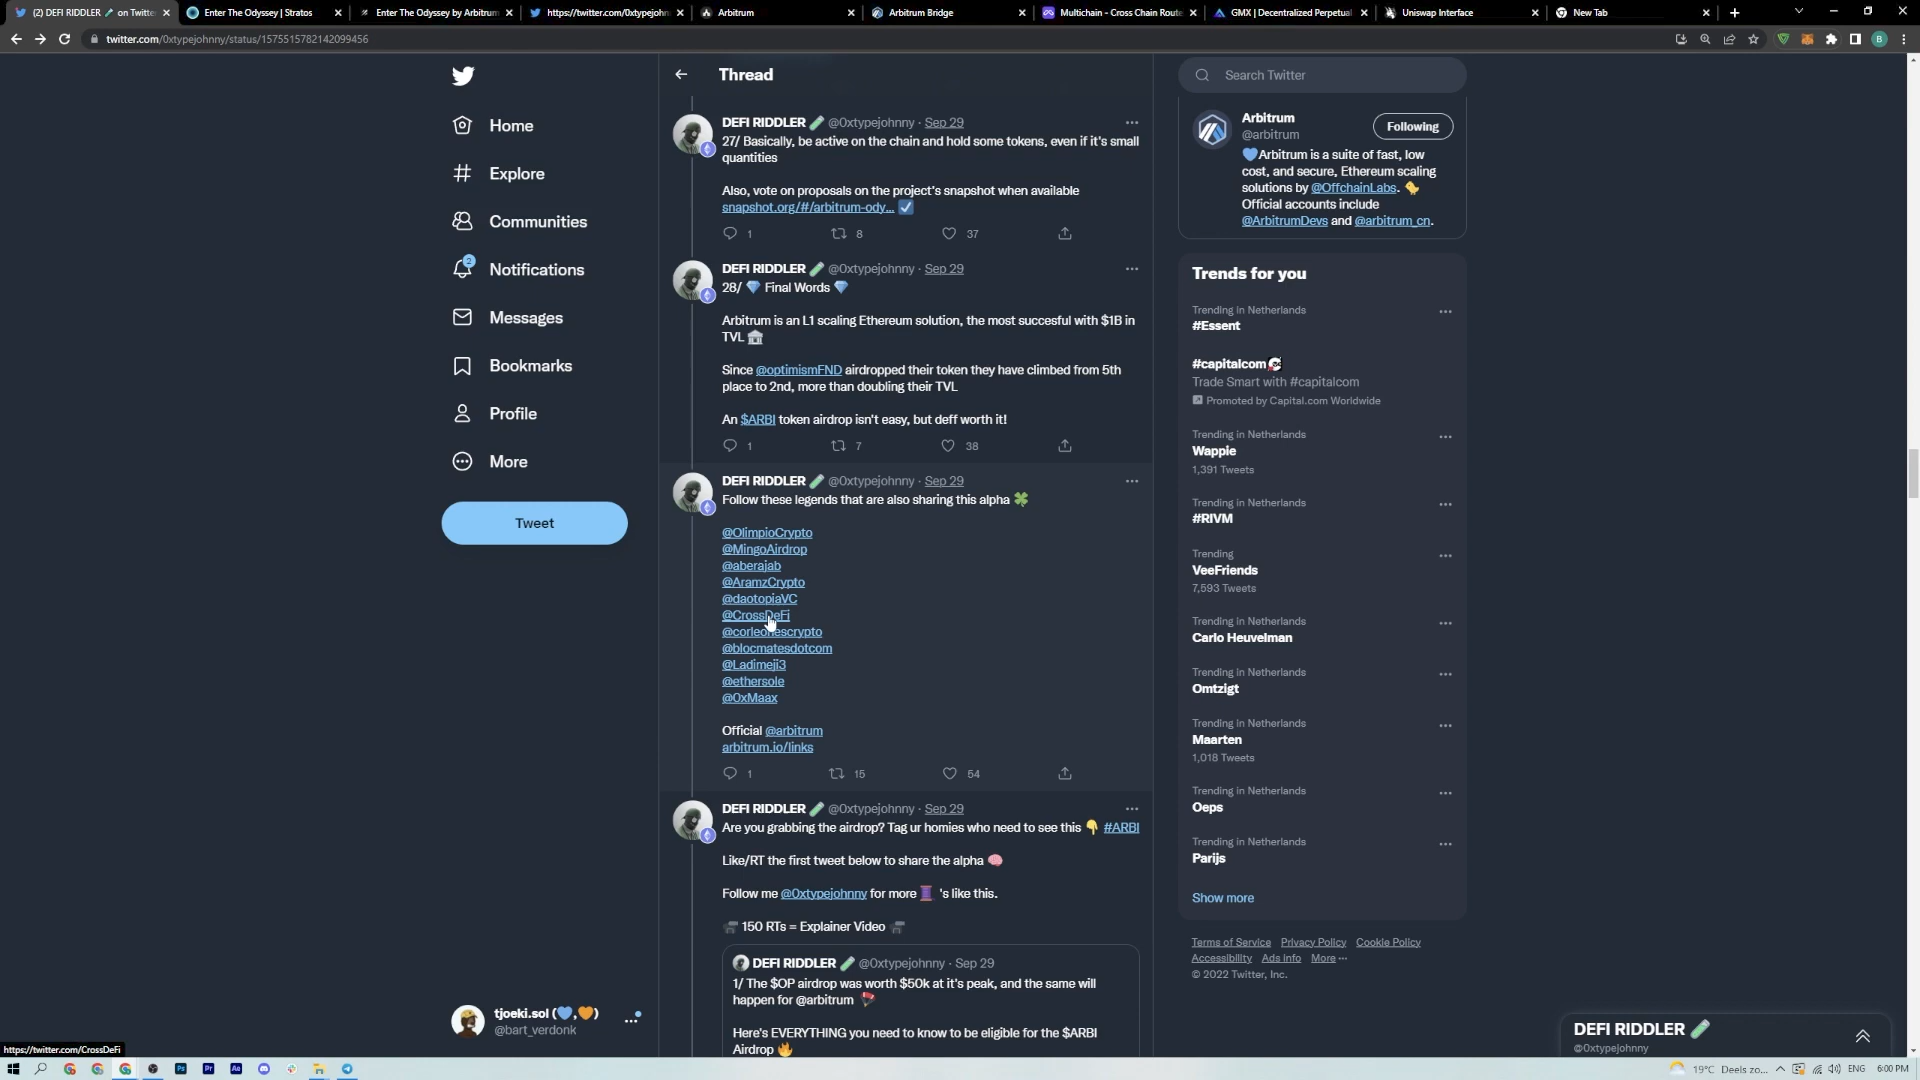 (2) DEFI RIDDLER on Twitte
Enter The Odyssey | Stratos
Enter The Odyssey by Arbitrum
https://twitter.com/0xtypejohn
Arbitrum
Arbitrum Bridge
Multichain - Cross Chain Route
GMX | Decentralized Perpetual
Uniswap Interface
New Tab
twitter.com/0xtypejohnny/status/1575515782142099456
B
Home
Explore
Communities
2
Notifications
Messages
Bookmarks
Profile
More
Tweet
tjoeki.sol (💙,🧡)
@bart_verdonk
Thread
DEFI RIDDLER @0xtypejohnny · Sep 29
27/ Basically, be active on the chain and hold some tokens, even if it's small
quantities
Also, vote on proposals on the project's snapshot when available
snapshot.org/#/arbitrum-ody... ☑
1 8 37
DEFI RIDDLER @0xtypejohnny · Sep 29
28/ 💎 Final Words 💎
Arbitrum is an L1 scaling Ethereum solution, the most succesful with $1B in
TVL 🏦
Since @optimismFND airdropped their token they have climbed from 5th
place to 2nd, more than doubling their TVL
An $ARBI token airdrop isn't easy, but deff worth it!
1 7 38
DEFI RIDDLER @0xtypejohnny · Sep 29
Follow these legends that are also sharing this alpha 🍀
@OlimpioCrypto
@MingoAirdrop
@aberajab
@AramzCrypto
@daotopiaVC
@CrossDeFi
@corleonescrypto
@blocmatesdotcom
@Ladimeji3
@ethersole
@0xMaax
Official @arbitrum
arbitrum.io/links
1 15 54
DEFI RIDDLER @0xtypejohnny · Sep 29
Are you grabbing the airdrop? Tag ur homies who need to see this 👇 #ARBI
Like/RT the first tweet below to share the alpha 🧠
Follow me @0xtypejohnny for more 🧵 's like this.
150 RTs = Explainer Video
DEFI RIDDLER @0xtypejohnny · Sep 29
1/ The $OP airdrop was worth $50k at it's peak, and the same will
happen for @arbitrum 🪂
Here's EVERYTHING you need to know to be eligible for the $ARBI
Airdrop 🔥
Search Twitter
Arbitrum
@arbitrum
Following
💙Arbitrum is a suite of fast, low
cost, and secure, Ethereum scaling
solutions by @OffchainLabs.
Official accounts include
@ArbitrumDevs and @arbitrum_cn.
Trends for you
Trending in Netherlands
#Essent
#capitalcom
Trade Smart with #capitalcom
Promoted by Capital.com Worldwide
Trending in Netherlands
Wappie
1,391 Tweets
Trending in Netherlands
#RIVM
Trending
VeeFriends
7,593 Tweets
Trending in Netherlands
Carlo Heuvelman
Trending in Netherlands
Omtzigt
Trending in Netherlands
Maarten
1,018 Tweets
Trending in Netherlands
Oeps
Trending in Netherlands
Parijs
Show more
Terms of Service Privacy Policy Cookie Policy
Accessibility Ads info More ···
© 2022 Twitter, Inc.
DEFI RIDDLER
@0xtypejohnny
https://twitter.com/CrossDeFi
Ps
Pr
Ae
19°C Deels zo...
ENG
6:00 PM